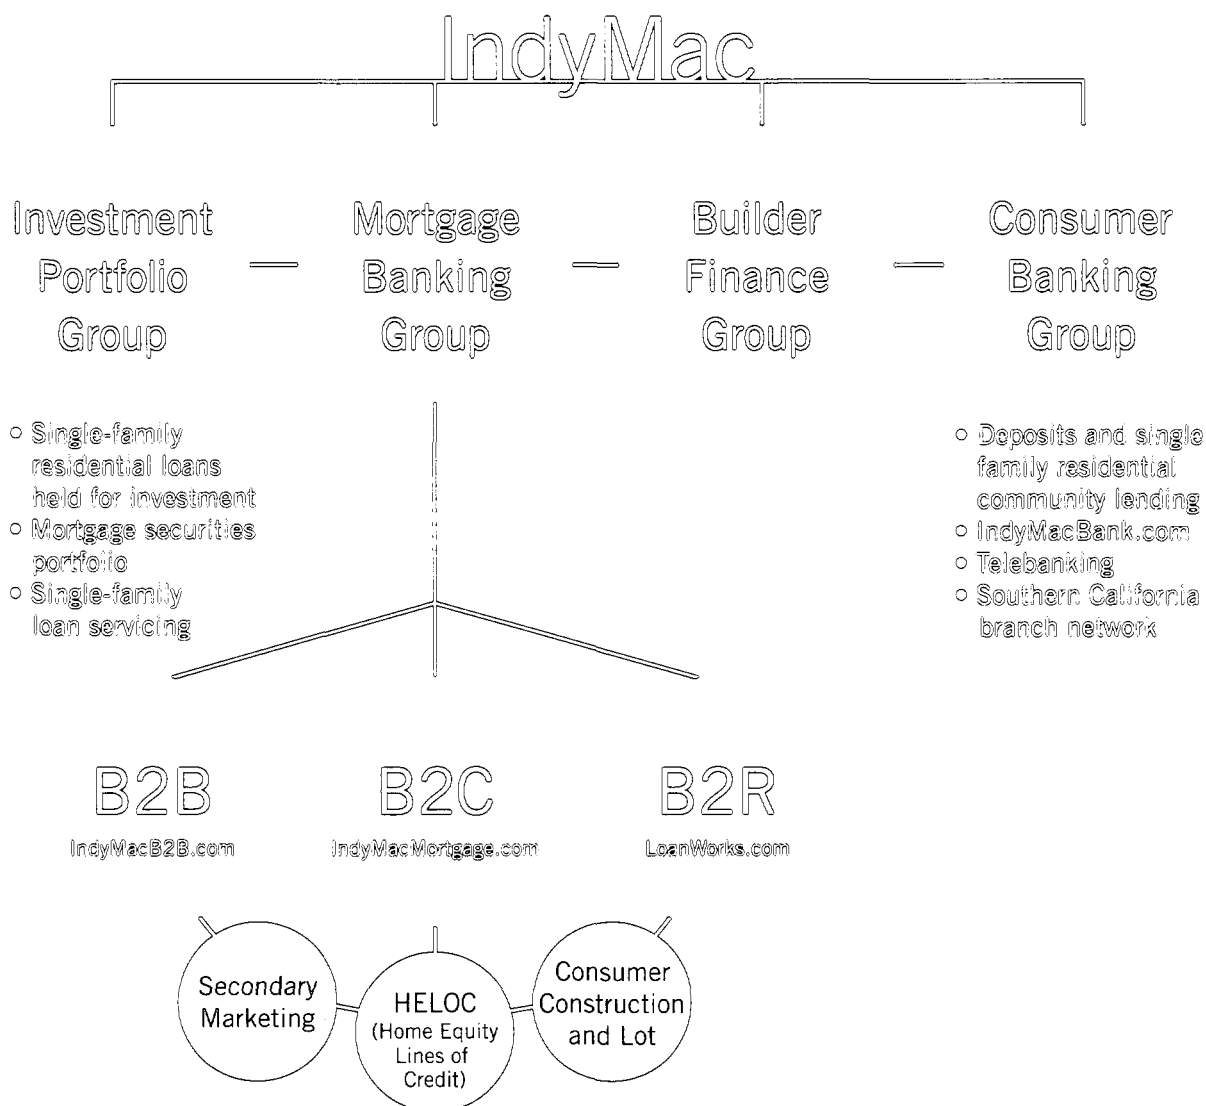 IndyMac
Investment
Portfolio
Group
Mortgage
Banking
Group
Builder
Finance
Group
Consumer
Banking
Group
Single-family
residential loans
held for investment
Mortgage securities
portfolio
Single-family
loan servicing
Deposits and single
family residential
community lending
IndyMacBank.com
Telebanking
Southern California
branch network
B2B
IndyMacB2B.com
B2C
IndyMacMortgage.com
B2R
LoanWorks.com
Secondary
Marketing
HELOC
(Home Equity
Lines of
Credit)
Consumer
Construction
and Lot